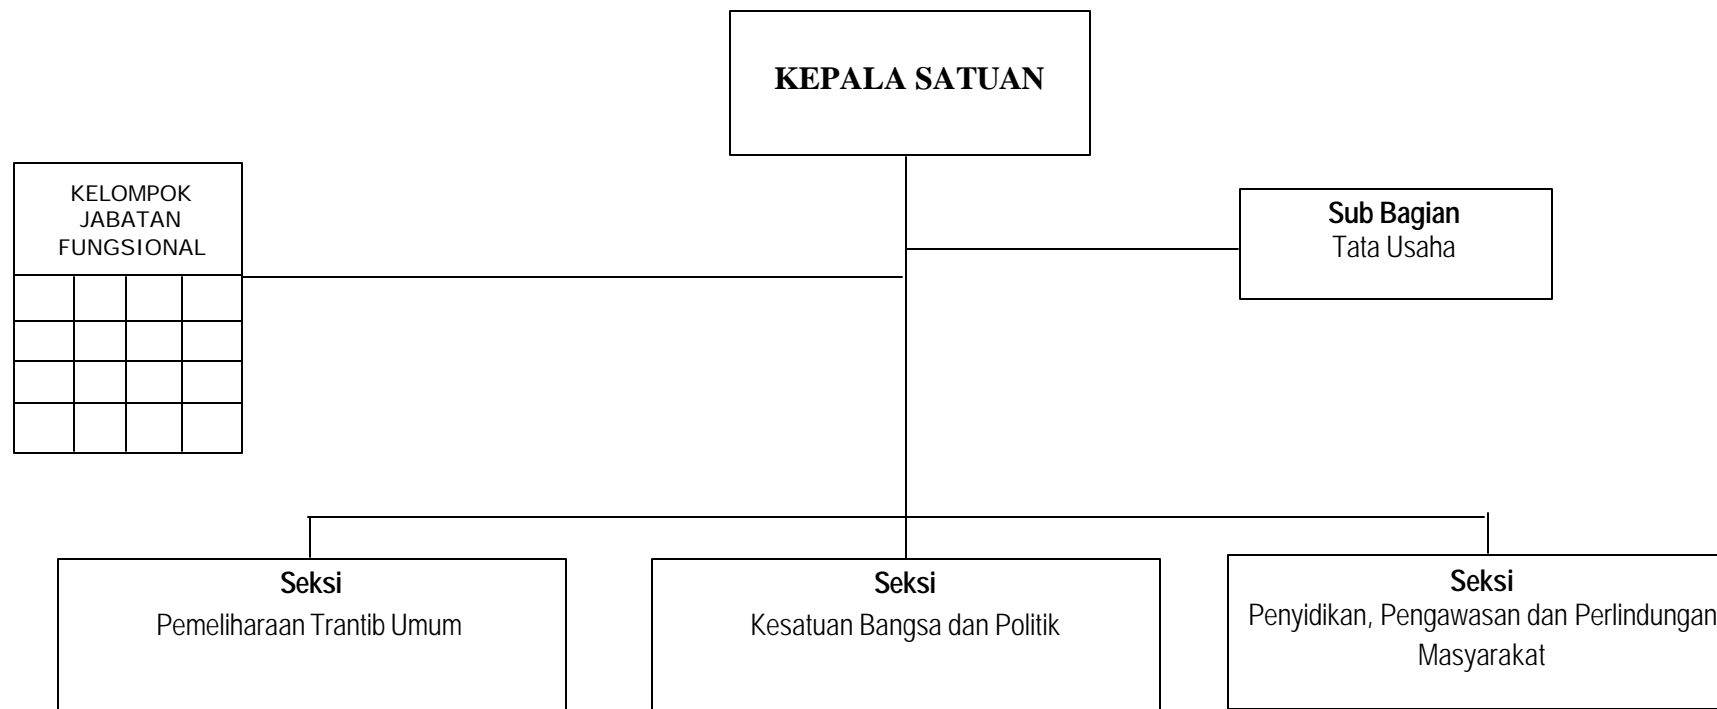 KEPALA SATUAN
KELOMPOK
JABATAN
FUNGSIONAL
Sub Bagian
Tata Usaha
Seksi
Pemeliharaan Trantib Umum
Seksi
Kesatuan Bangsa dan Politik
Seksi
Penyidikan, Pengawasan dan Perlindungan
Masyarakat